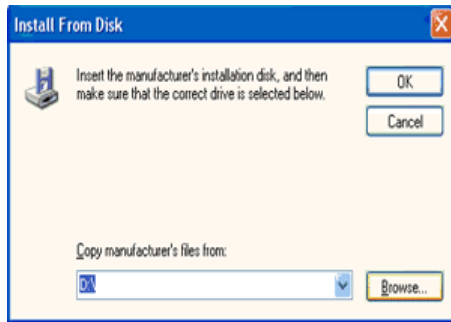 Install From Disk
Insert the manufacturer's installation disk, and then
make sure that the correct drive is selected below.
OK
Cancel
Copy manufacturer's files from:
D:\
Browse...